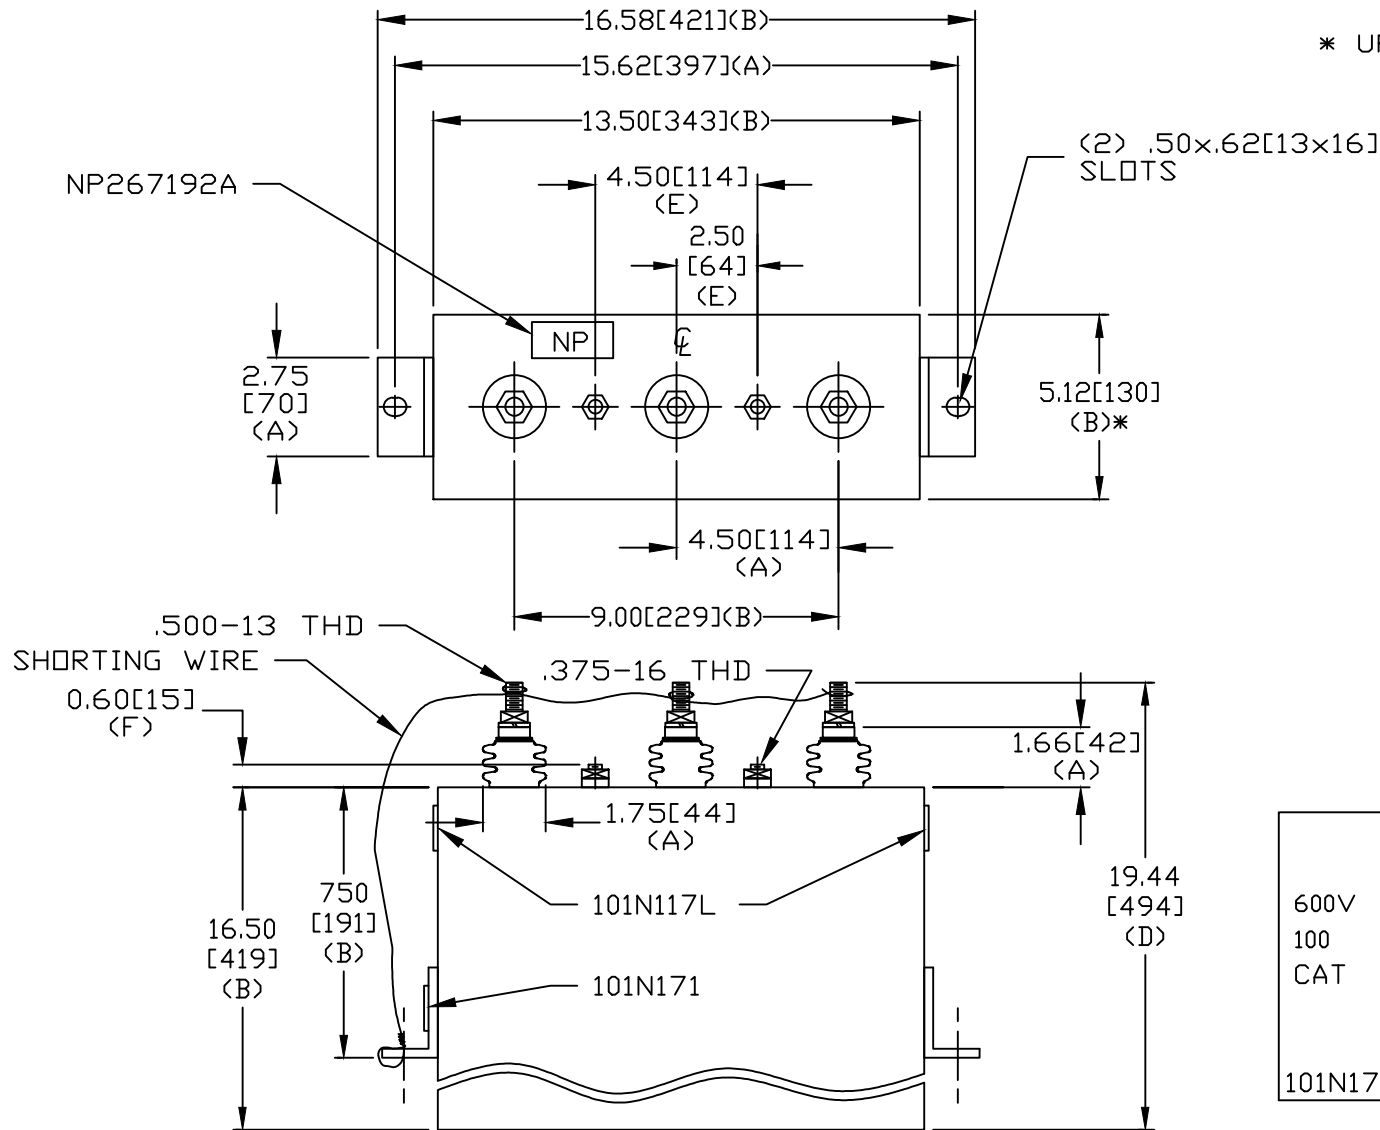 16.58[421](B)
* U
15.62[397](A)
13.50[343](B)
(2) .50x.62[13x16]
SLOTS
NP267192A
4.50[114]
(E)
2.50
[64]
(E)
NP
℄
2.75
[70]
(A)
5.12[130]
(B)*
4.50[114]
(A)
9.00[229](B)
.500-13 THD
SHORTING WIRE
.375-16 THD
0.60[15]
(F)
1.66[42]
(A)
1.75[44]
(A)
750
[191]
(B)
101N117L
19.44
[494]
(D)
16.50
[419]
(B)
101N171
600V
100
CAT
101N17